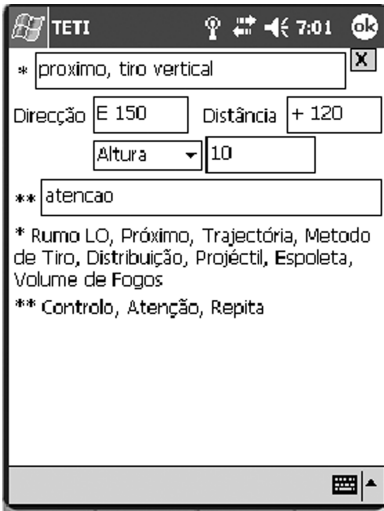 TETI 7:01 ok
* proximo, tiro vertical X
Direcção E 150 Distância + 120
Altura 10
** atencao
* Rumo LO, Próximo, Trajectória, Metodo
de Tiro, Distribuição, Projéctil, Espoleta,
Volume de Fogos
** Controlo, Atenção, Repita